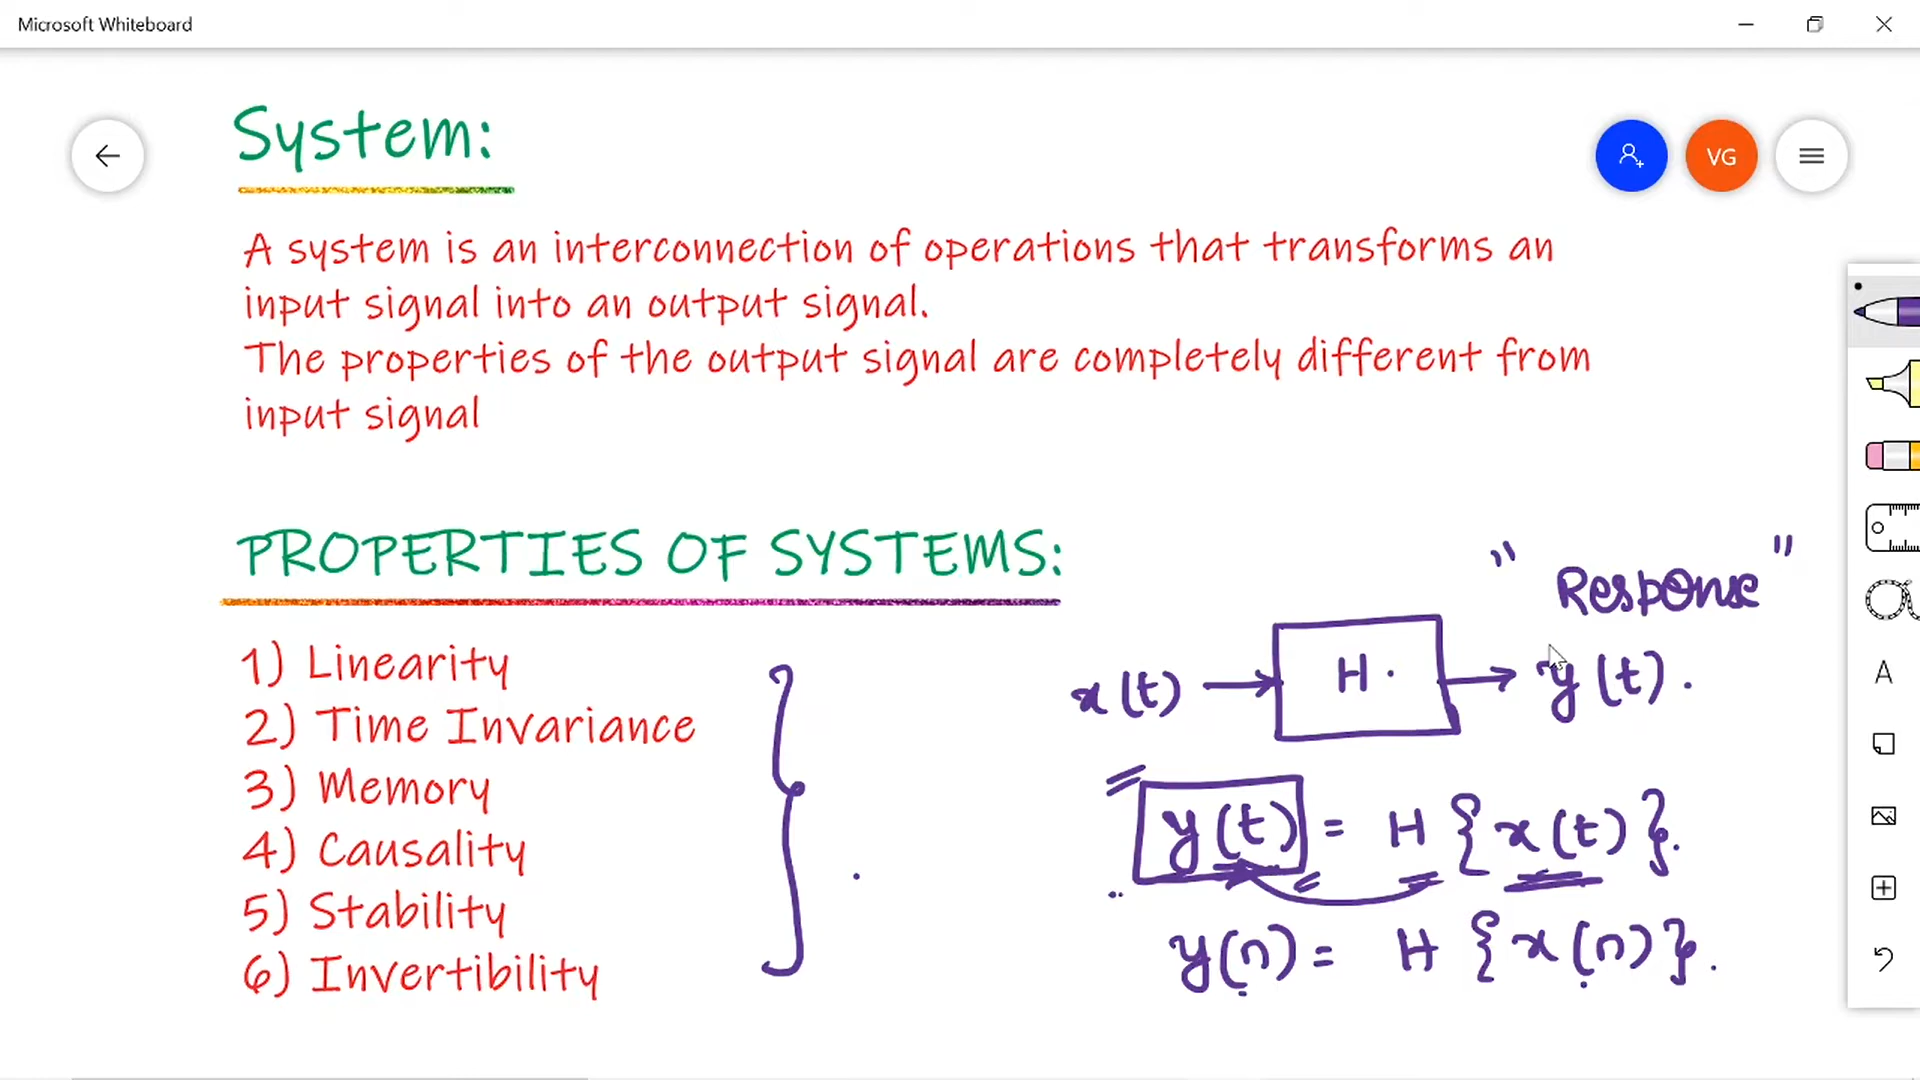 Microsoft Whiteboard
System:
VG
A system is an interconnection of operations that transforms an
input signal into an output signal.
The properties of the output signal are completely different from
input signal
PROPERTIES OF SYSTEMS:
1) Linearity
2) Time Invariance
3) Memory
4) Causality
5) Stability
6) Invertibility
" Response "
x(t) → H. → y(t).
y(t) = H {x(t)}.
y(n) = H {x(n)}.
A